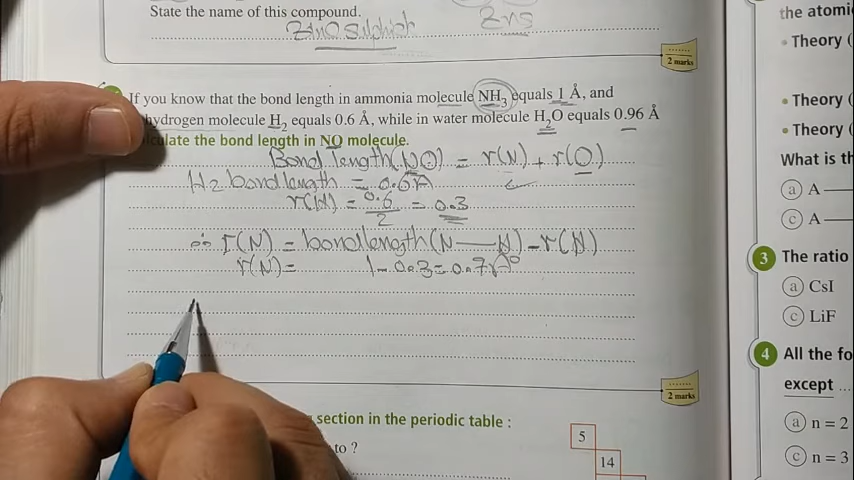 State the name of this compound.
Zns
2 marks
If you know that the bond length in ammonia molecule NH₃ equals 1 Å, and
hydrogen molecule H₂ equals 0.6 Å, while in water molecule H₂O equals 0.96 Å
culate the bond length in NO molecule.
Bond length (NO) = r(N) + r(O)
H₂ bond length = 0.6 A
r(H) = 0.6/2 = 0.3
∴ r(N) = bond length (N—H) - r(H)
r(N) = 1 - 0.3 = 0.7 A°
2 marks
section in the periodic table :
to ?
5
14
the atomi
• Theory (
• Theory (
• Theory (
What is th
a A
c A
3 The ratio
a CsI
c LiF
4 All the fo
except
a n = 2
c n = 3